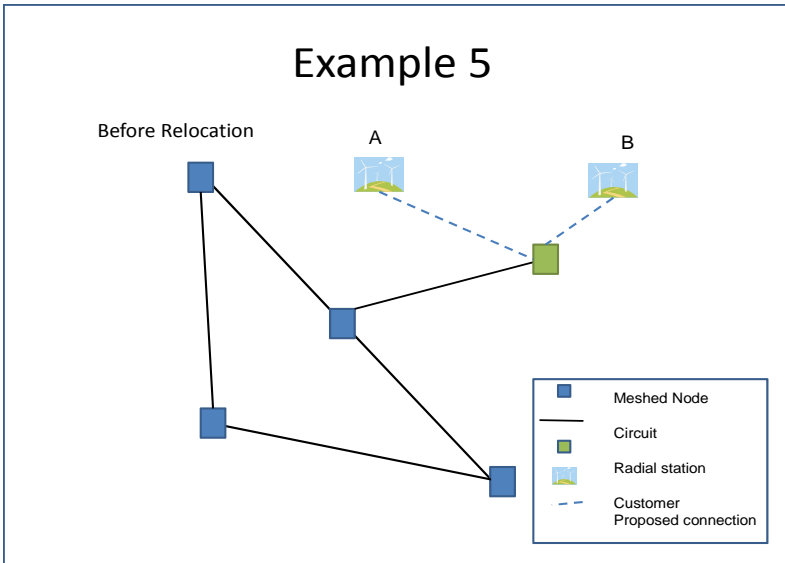 Example 5
Before Relocation
A
B
Meshed Node
Circuit
Radial station
Customer
Proposed connection